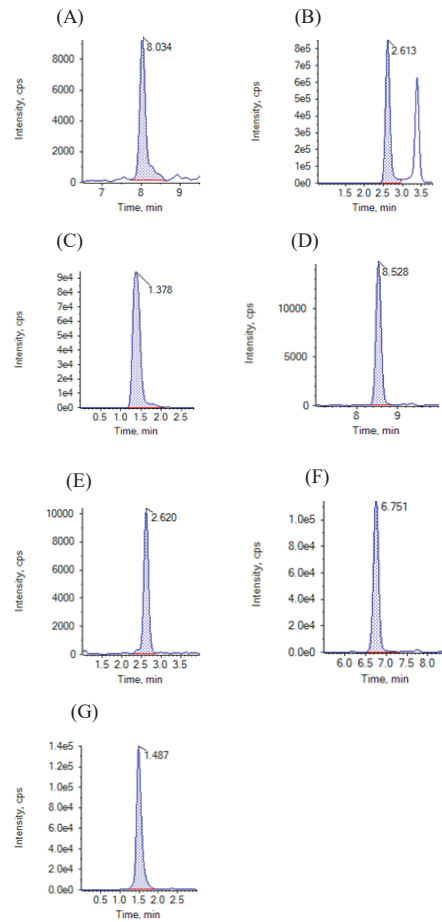 (A)
8.034
Intensity, cps
8000
6000
4000
2000
0
7 8 9
Time, min
(B)
2.613
Intensity, cps
8e5
7e5
6e5
5e5
4e5
3e5
2e5
1e5
0e0
1.5 2.0 2.5 3.0 3.5
Time, min
(C)
1.378
Intensity, cps
9e4
8e4
7e4
6e4
5e4
4e4
3e4
2e4
1e4
0e0
0.5 1.0 1.5 2.0 2.5
Time, min
(D)
8.528
Intensity, cps
10000
5000
0
8 9
Time, min
(E)
2.620
Intensity, cps
10000
8000
6000
4000
2000
0
1.5 2.0 2.5 3.0 3.5
Time, min
(F)
6.751
Intensity, cps
1.0e5
8.0e4
6.0e4
4.0e4
2.0e4
0.0e0
6.0 6.5 7.0 7.5 8.0
Time, min
(G)
1.487
Intensity, cps
1.4e5
1.2e5
1.0e5
8.0e4
6.0e4
4.0e4
2.0e4
0.0e0
0.5 1.0 1.5 2.0 2.5
Time, min